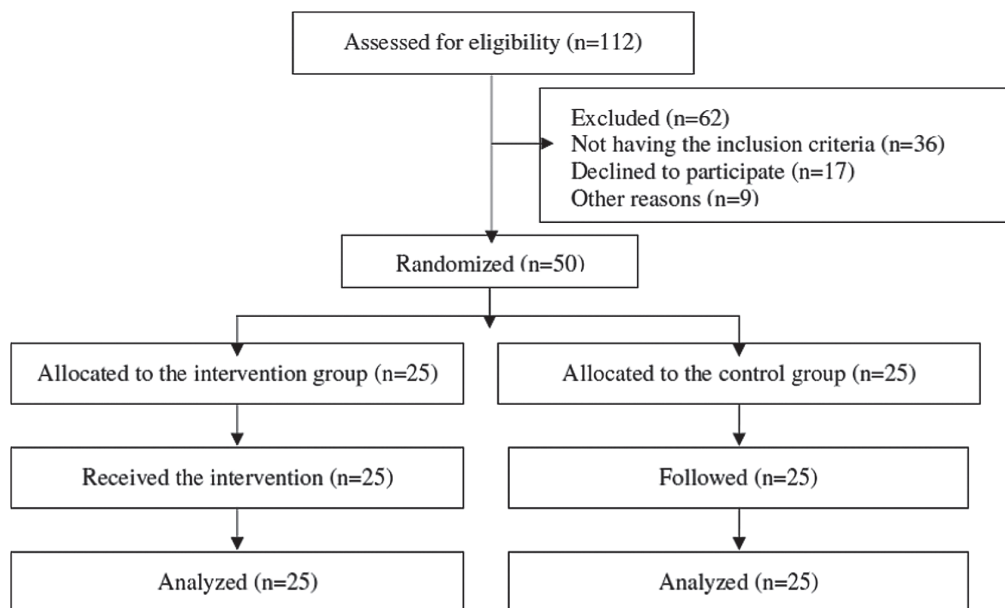 Assessed for eligibility (n=112)
Excluded (n=62)
Not having the inclusion criteria (n=36)
Declined to participate (n=17)
Other reasons (n=9)
Randomized (n=50)
Allocated to the intervention group (n=25)
Allocated to the control group (n=25)
Received the intervention (n=25)
Followed (n=25)
Analyzed (n=25)
Analyzed (n=25)